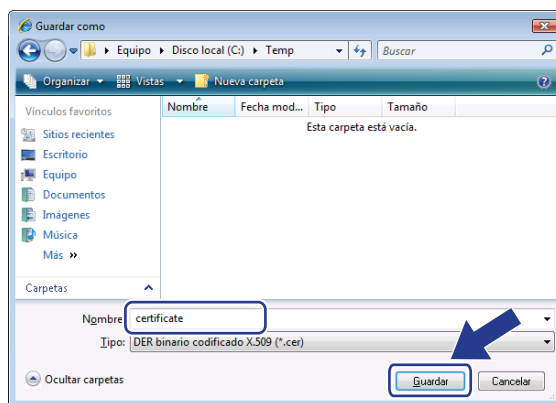 Guardar como
Equipo Disco local (C:) Temp Buscar
Organizar Vistas Nueva carpeta
Vínculos favoritos
Nombre Fecha mod... Tipo Tamaño
Esta carpeta está vacía.
Sitios recientes
Escritorio
Equipo
Documentos
Imágenes
Música
Más »
Carpetas
Nombre certificate
Tipo: DER binario codificado X.509 (*.cer)
Ocultar carpetas Guardar Cancelar